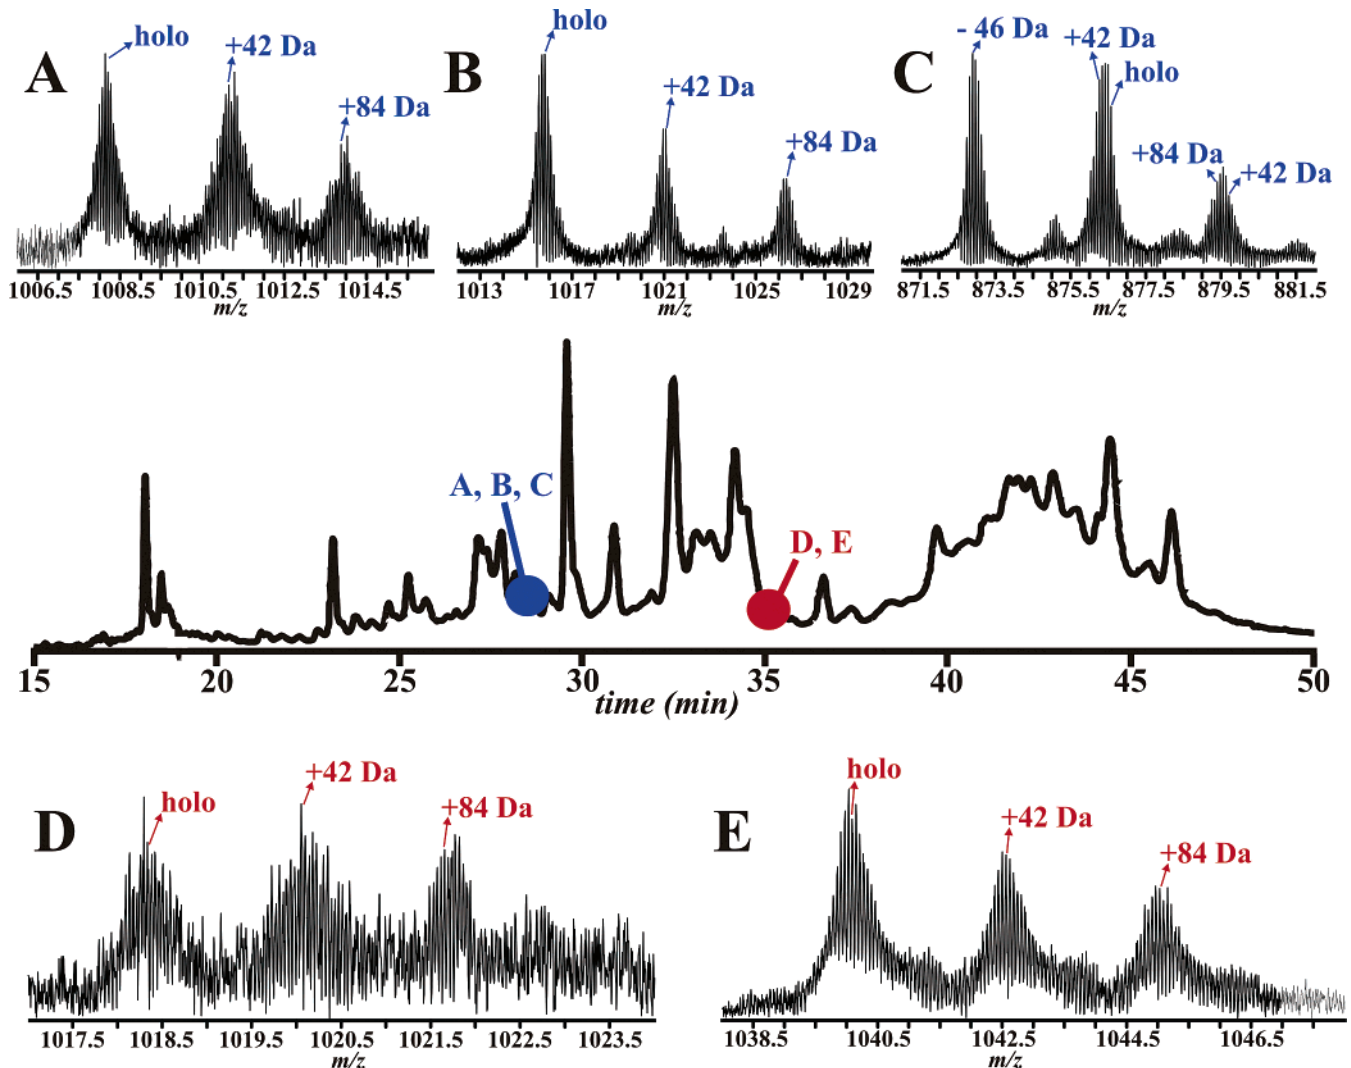 A
holo
+42 Da
+84 Da
1006.5 1008.5 1010.5 1012.5 1014.5
m/z
B
holo
+42 Da
+84 Da
1013 1017 1021 1025 1029
m/z
C
- 46 Da
+42 Da
holo
+84 Da
+42 Da
871.5 873.5 875.5 877.5 879.5 881.5
m/z
A, B, C
D, E
15 20 25 30 35 40 45 50
time (min)
D
holo
+42 Da
+84 Da
1017.5 1018.5 1019.5 1020.5 1021.5 1022.5 1023.5
m/z
E
holo
+42 Da
+84 Da
1038.5 1040.5 1042.5 1044.5 1046.5
m/z